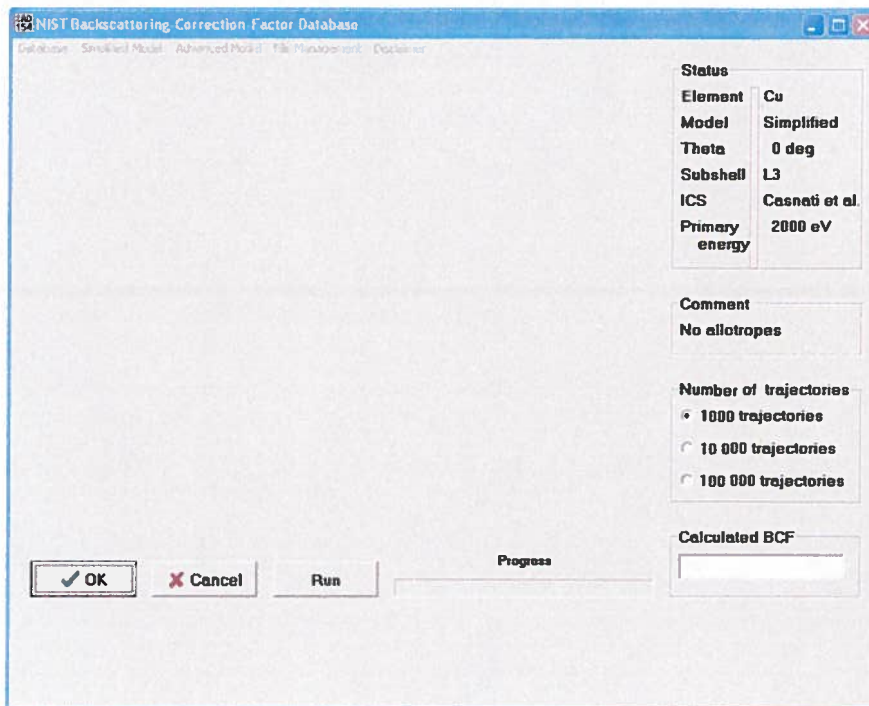 NIST Backscattering-Correction-Factor Database
Database Simplified Model Advanced Model File Management Disclaimer
Status
Element Cu
Model Simplified
Theta 0 deg
Subshell L3
ICS Casnati et al.
Primary 2000 eV
energy
Comment
No allotropes
Number of trajectories
1000 trajectories
10 000 trajectories
100 000 trajectories
Calculated BCF
Progress
OK Cancel Run